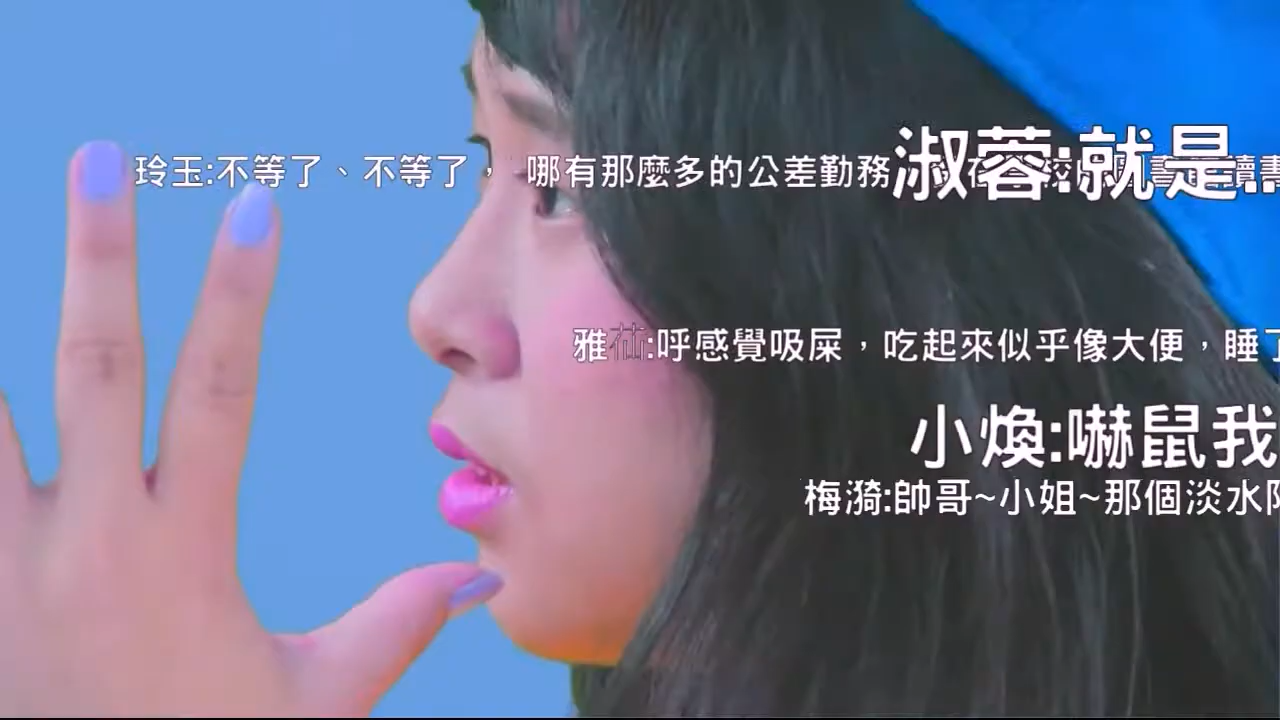 玲玉:不等了、不等了, 哪有那麼多的公差勤務
淑蓉:就是..
雅:呼感覺吸屎,吃起來似乎像大便,睡
小煥:嚇鼠我
梅漪:帥哥~小姐~那個淡水